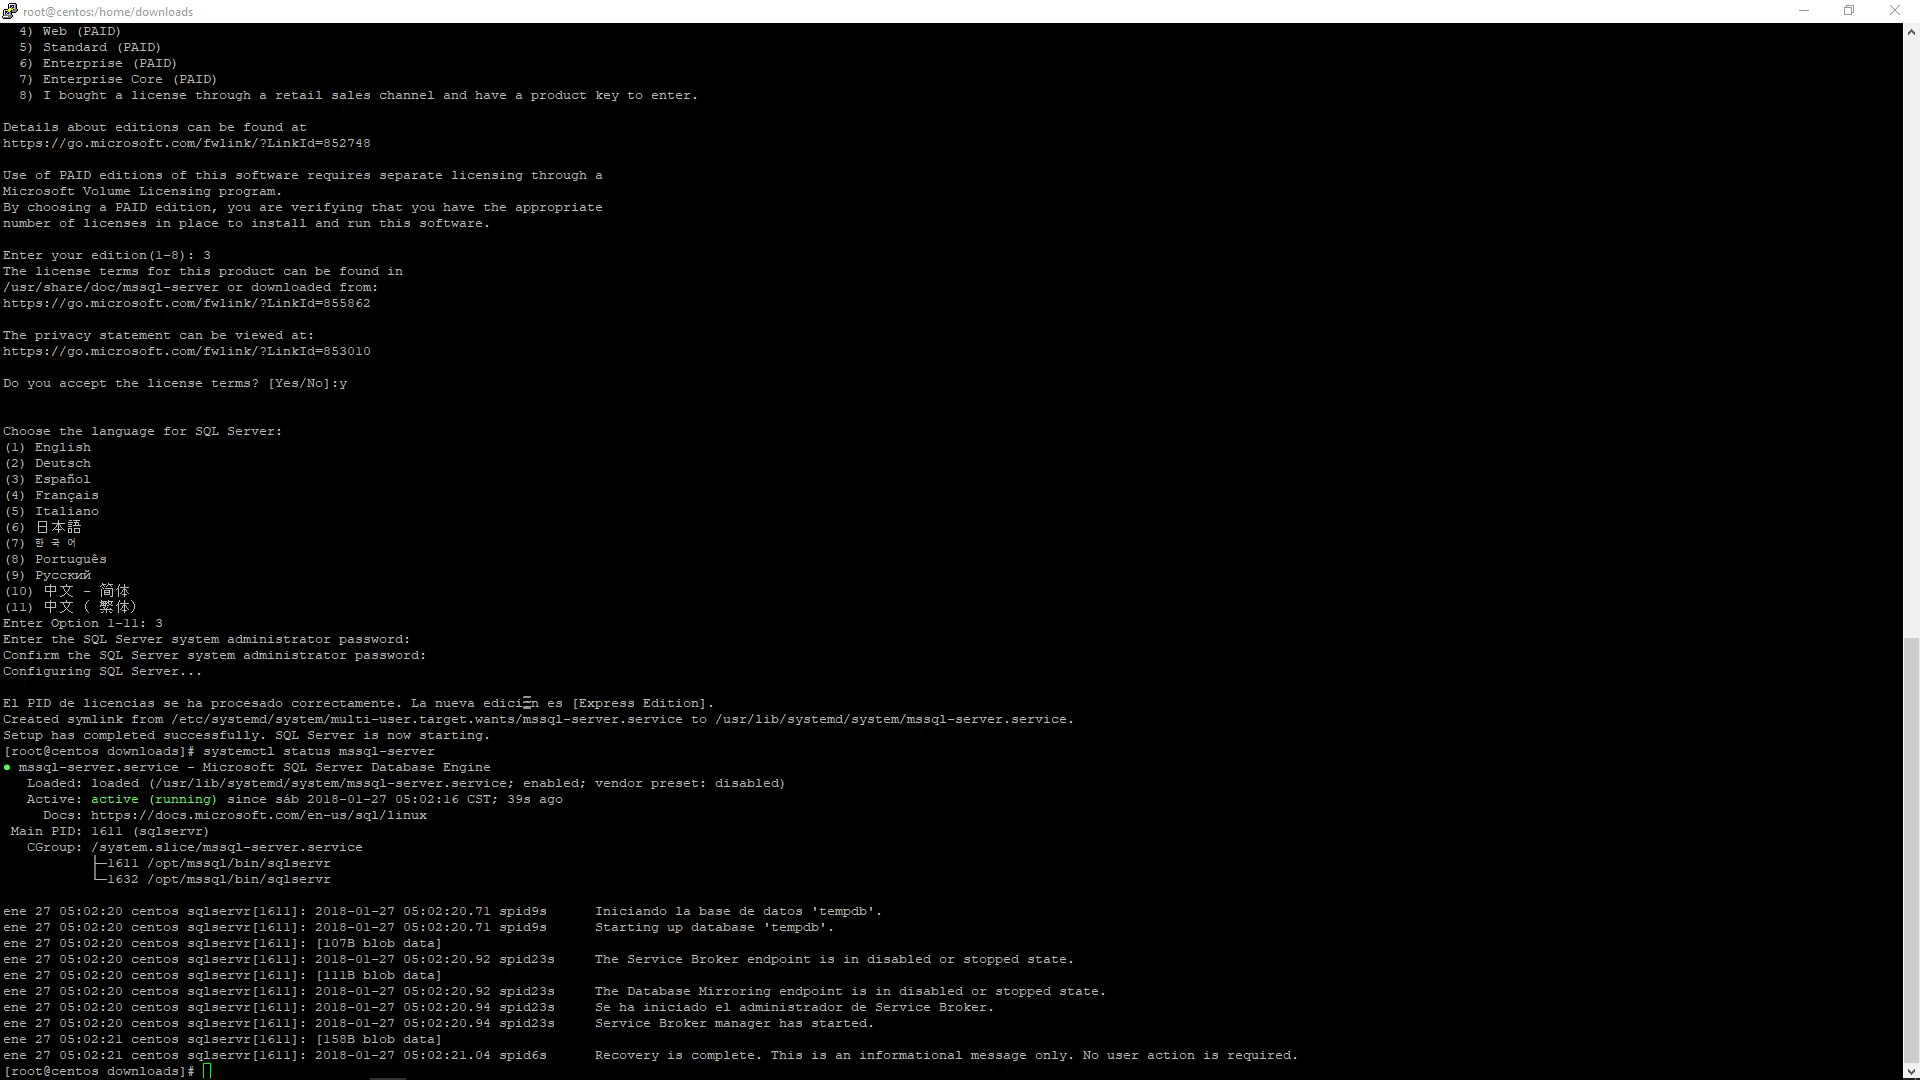 root@centos:/home/downloads
4) Web (PAID)
5) Standard (PAID)
6) Enterprise (PAID)
7) Enterprise Core (PAID)
8) I bought a license through a retail sales channel and have a product key to enter.
Details about editions can be found at
https://go.microsoft.com/fwlink/?LinkId=852748
Use of PAID editions of this software requires separate licensing through a
Microsoft Volume Licensing program.
By choosing a PAID edition, you are verifying that you have the appropriate
number of licenses in place to install and run this software.
Enter your edition(1-8): 3
The license terms for this product can be found in
/usr/share/doc/mssql-server or downloaded from:
https://go.microsoft.com/fwlink/?LinkId=855862
The privacy statement can be viewed at:
https://go.microsoft.com/fwlink/?LinkId=853010
Do you accept the license terms? [Yes/No]:y
Choose the language for SQL Server:
(1) English
(2) Deutsch
(3) Español
(4) Français
(5) Italiano
(6) 日本語
(7) 한국어
(8) Português
(9) Русский
(10) 中文 – 简体
(11) 中文 ( 繁体)
Enter Option 1-11: 3
Enter the SQL Server system administrator password:
Confirm the SQL Server system administrator password:
Configuring SQL Server...
El PID de licencias se ha procesado correctamente. La nueva es [Express Edition].
Created symlink from /etc/systemd/system/multi-user.target.wants/mssql-server.service to /usr/lib/systemd/system/mssql-server.service.
Setup has completed successfully. SQL Server is now starting.
[root@centos downloads]# systemctl status mssql-server
● mssql-server.service - Microsoft SQL Server Database Engine
Loaded: loaded (/usr/lib/systemd/system/mssql-server.service; enabled; vendor preset: disabled)
Active: active (running) since sáb 2018-01-27 05:02:16 CST; 39s ago
Docs: https://docs.microsoft.com/en-us/sql/linux
Main PID: 1611 (sqlservr)
CGroup: /system.slice/mssql-server.service
├─1611 /opt/mssql/bin/sqlservr
└─1632 /opt/mssql/bin/sqlservr
ene 27 05:02:20 centos sqlservr[1611]: 2018-01-27 05:02:20.71 spid9s Iniciando la base de datos 'tempdb'.
ene 27 05:02:20 centos sqlservr[1611]: 2018-01-27 05:02:20.71 spid9s Starting up database 'tempdb'.
ene 27 05:02:20 centos sqlservr[1611]: [107B blob data]
ene 27 05:02:20 centos sqlservr[1611]: 2018-01-27 05:02:20.92 spid23s The Service Broker endpoint is in disabled or stopped state.
ene 27 05:02:20 centos sqlservr[1611]: [111B blob data]
ene 27 05:02:20 centos sqlservr[1611]: 2018-01-27 05:02:20.92 spid23s The Database Mirroring endpoint is in disabled or stopped state.
ene 27 05:02:20 centos sqlservr[1611]: 2018-01-27 05:02:20.94 spid23s Se ha iniciado el administrador de Service Broker.
ene 27 05:02:20 centos sqlservr[1611]: 2018-01-27 05:02:20.94 spid23s Service Broker manager has started.
ene 27 05:02:21 centos sqlservr[1611]: [158B blob data]
ene 27 05:02:21 centos sqlservr[1611]: 2018-01-27 05:02:21.04 spid6s Recovery is complete. This is an informational message only. No user action is required.
[root@centos downloads]#